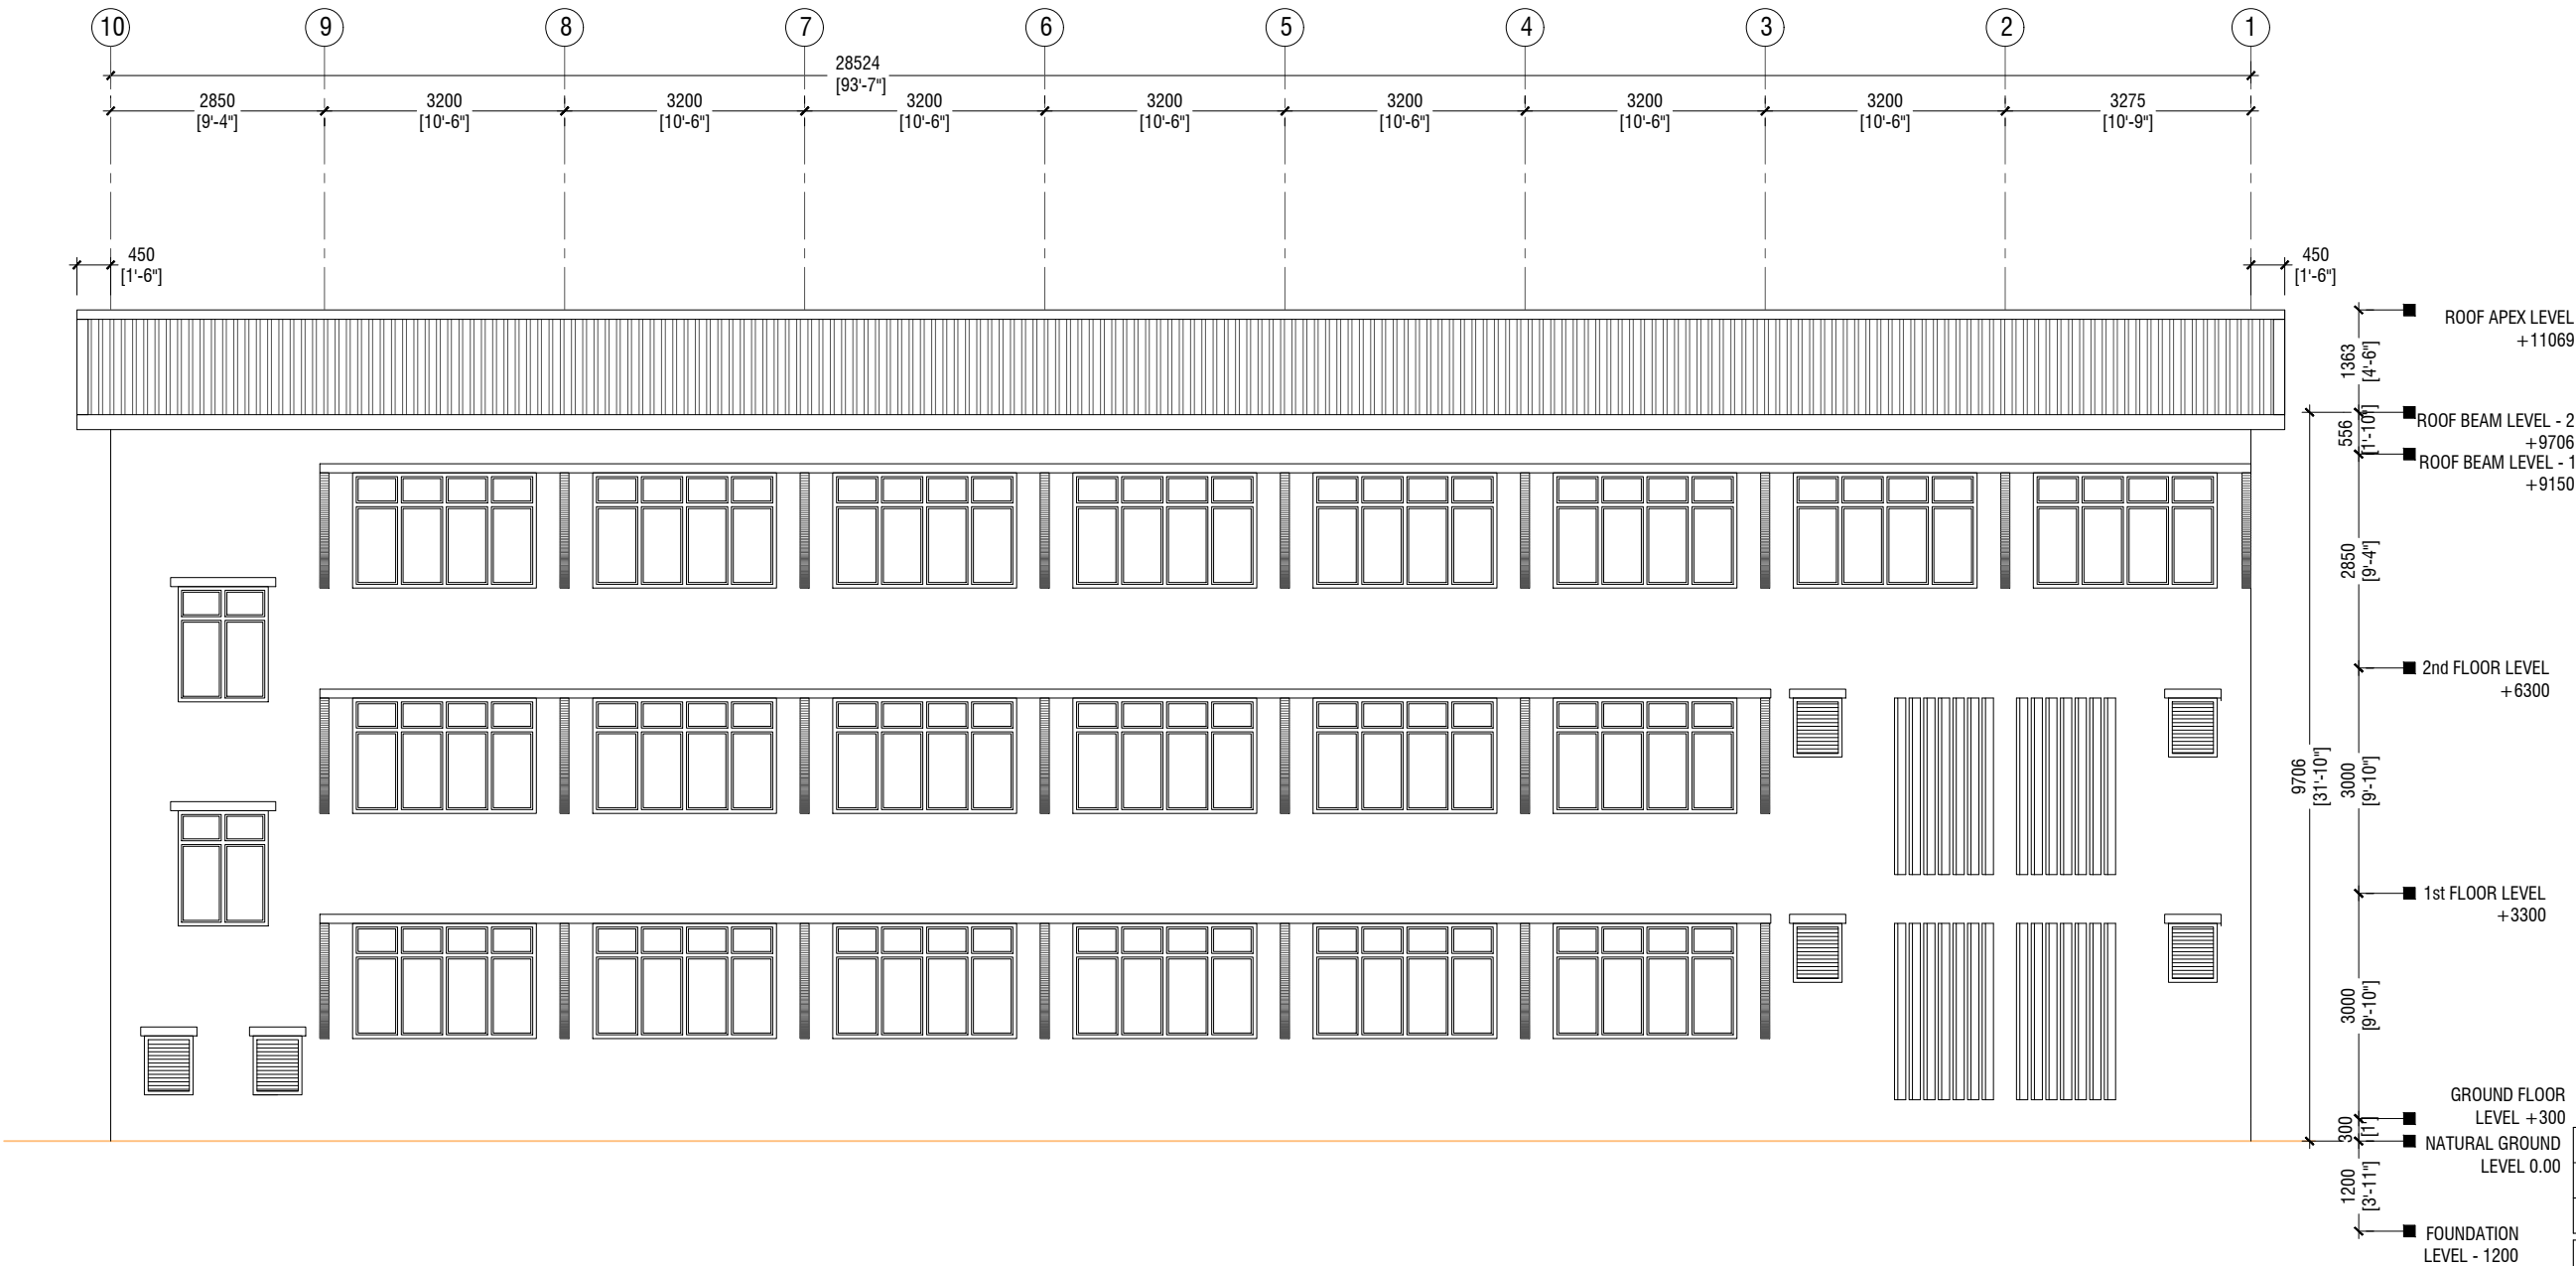 10 9 8 7 6 5 4 3 2 1
28524
[93'-7"]
2850 3200 3200 3200 3200 3200 3200 3200 3275
[9'-4"] [10'-6"] [10'-6"] [10'-6"] [10'-6"] [10'-6"] [10'-6"] [10'-6"] [10'-9"]
450 450
[1'-6"] [1'-6"]
ROOF APEX LEVEL
+11069
1363
[4'-6"]
ROOF BEAM LEVEL - 2
+9706
556
[1'-10"]
ROOF BEAM LEVEL - 1
+9150
2850
[9'-4"]
2nd FLOOR LEVEL
+6300
9706
[31'-10"]
3000
[9'-10"]
1st FLOOR LEVEL
+3300
3000
[9'-10"]
GROUND FLOOR
LEVEL +300
300
[1']
NATURAL GROUND
LEVEL 0.00
1200
[3'-11"]
FOUNDATION
LEVEL - 1200